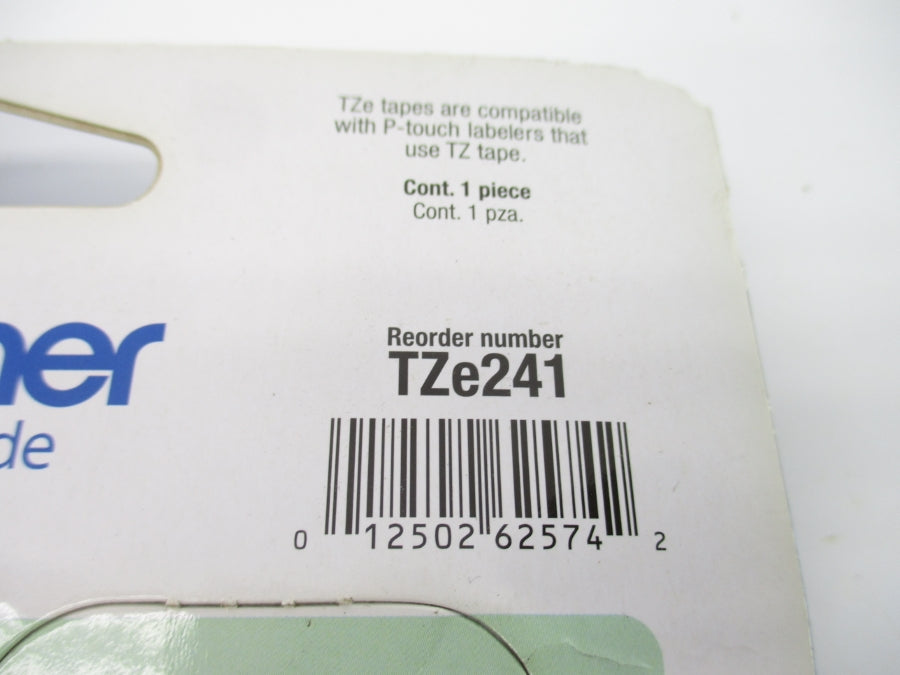 TZe tapes are compatible
with P-touch labelers that
use TZ tape.
Cont. 1 piece
Cont. 1 pza.
Reorder number
TZe241
0 12502 62574 2